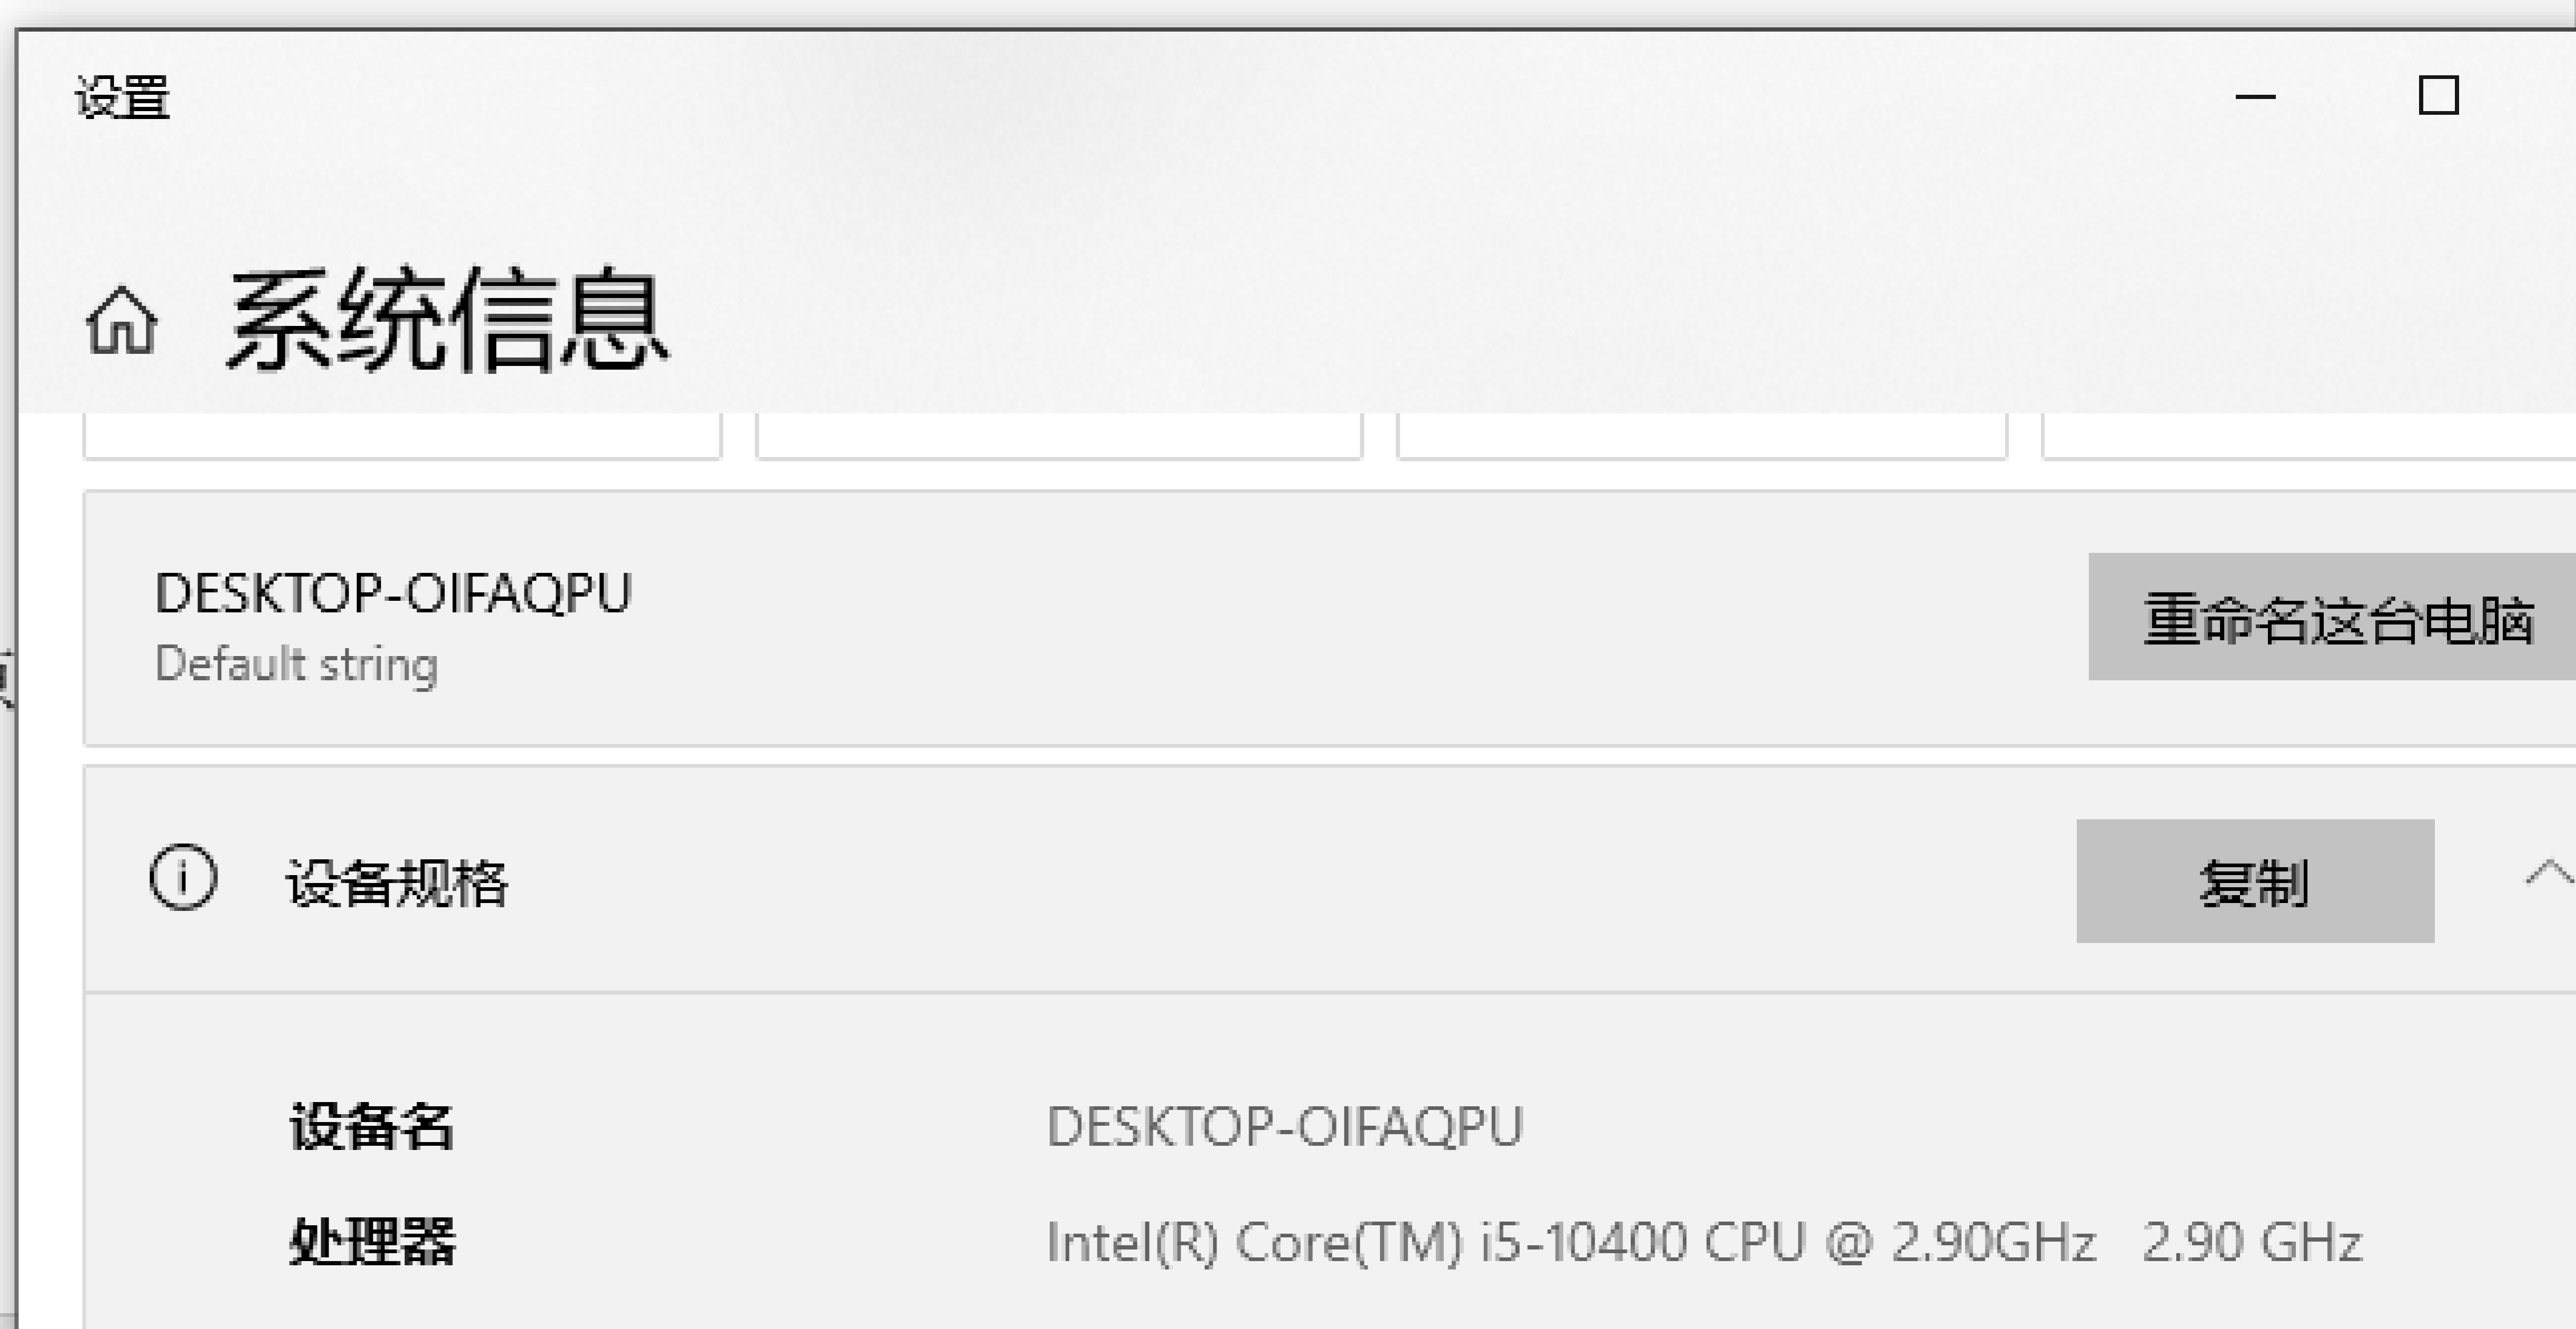 设置
系统信息
DESKTOP-OIFAQPU
Default string
重命名这台电脑
设备规格
复制
设备名 DESKTOP-OIFAQPU
处理器 Intel(R) Core(TM) i5-10400 CPU @ 2.90GHz 2.90 GHz